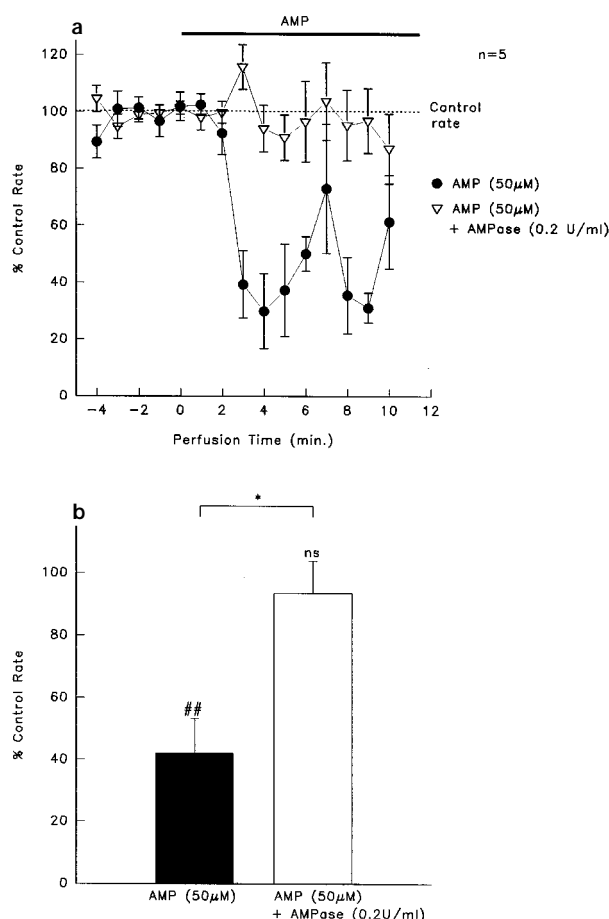 a
AMP
n=5
120
100
80
60
40
20
0
% Control Rate
Control
rate
AMP (50μM)
AMP (50μM)
+ AMPase (0.2 U/ml)
−4 −2 0 2 4 6 8 10 12
Perfusion Time (min.)
b
*
ns
##
100
80
60
40
20
0
% Control Rate
AMP (50μM)
AMP (50μM)
+ AMPase (0.2U/ml)